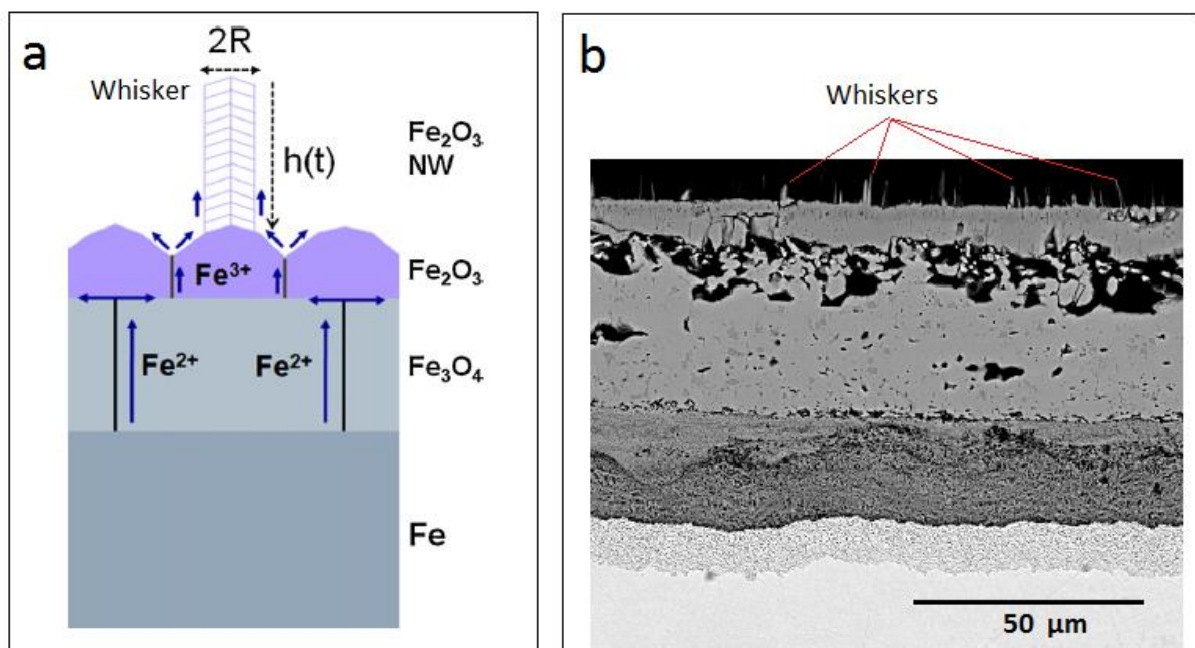 a
2R
Whisker
h(t)
Fe₂O₃
NW
Fe³⁺
Fe₂O₃
Fe²⁺
Fe²⁺
Fe₃O₄
Fe
b
Whiskers
50 μm